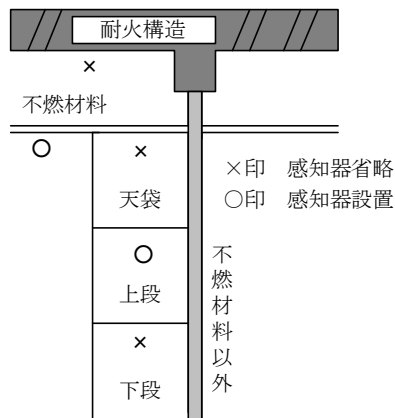 耐火構造
×
不燃材料
○
×
天袋
×印 感知器省略
○印 感知器設置
○
上段
不燃材料以外
×
下段